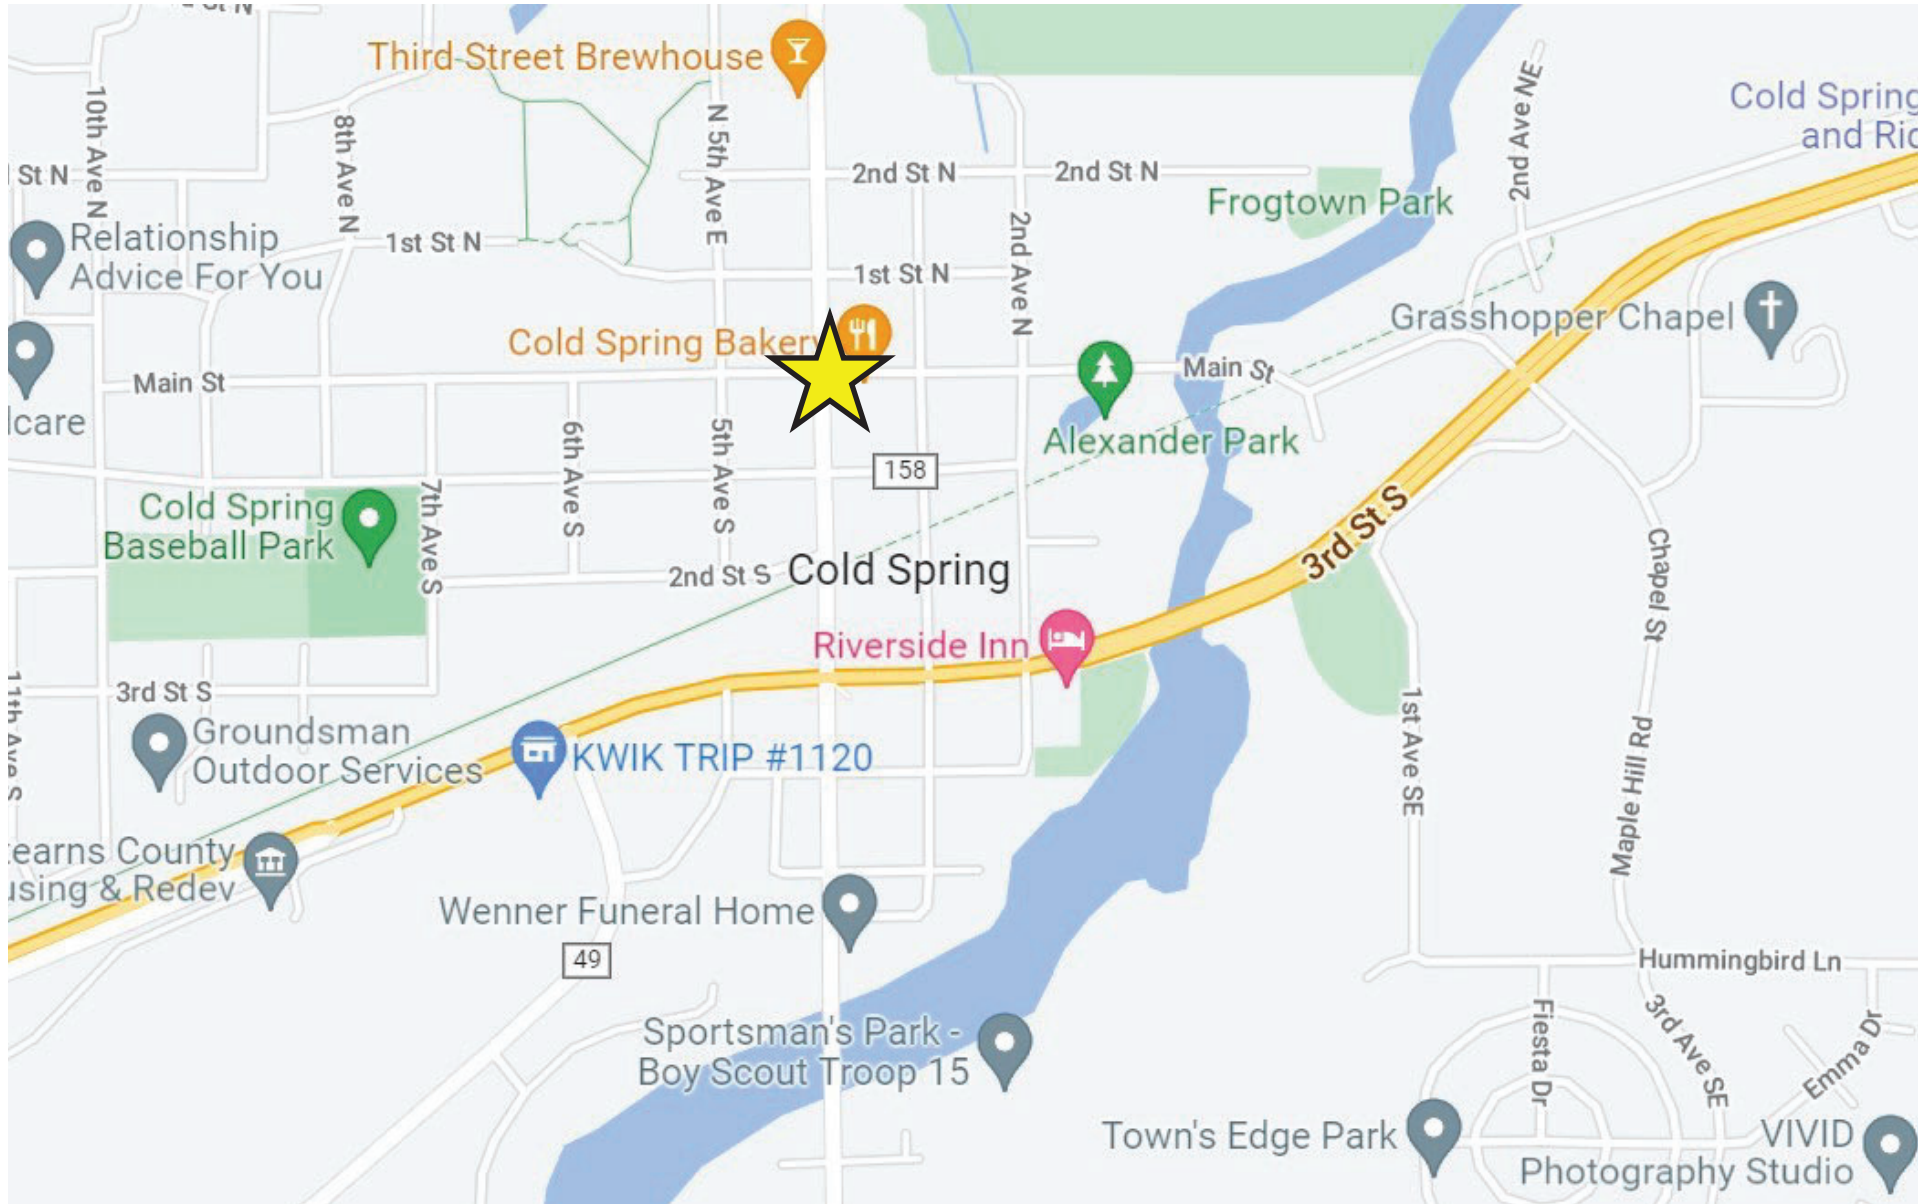 Third Street Brewhouse
10th Ave N
8th Ave N
N 5th Ave E
2nd Ave NE
Cold Spring
and Ric
St N
2nd St N
2nd St N
Frogtown Park
Relationship
Advice For You
1st St N
2nd Ave N
1st St N
Cold Spring Bakery
Grasshopper Chapel
Main St
Main St
lcare
6th Ave S
5th Ave S
158
Alexander Park
Cold Spring
Baseball Park
7th Ave S
3rd St S
2nd St S
Cold Spring
Chapel St
Riverside Inn
11th Ave S
3rd St S
1st Ave SE
Maple Hill Rd
Groundsman
Outdoor Services
KWIK TRIP #1120
tearns County
using & Redev
Wenner Funeral Home
49
Hummingbird Ln
Sportsman's Park -
Boy Scout Troop 15
Fiesta Dr
3rd Ave SE
Emma Dr
Town's Edge Park
VIVID
Photography Studio